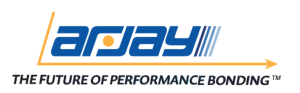 arjay
THE FUTURE OF PERFORMANCE BONDING™